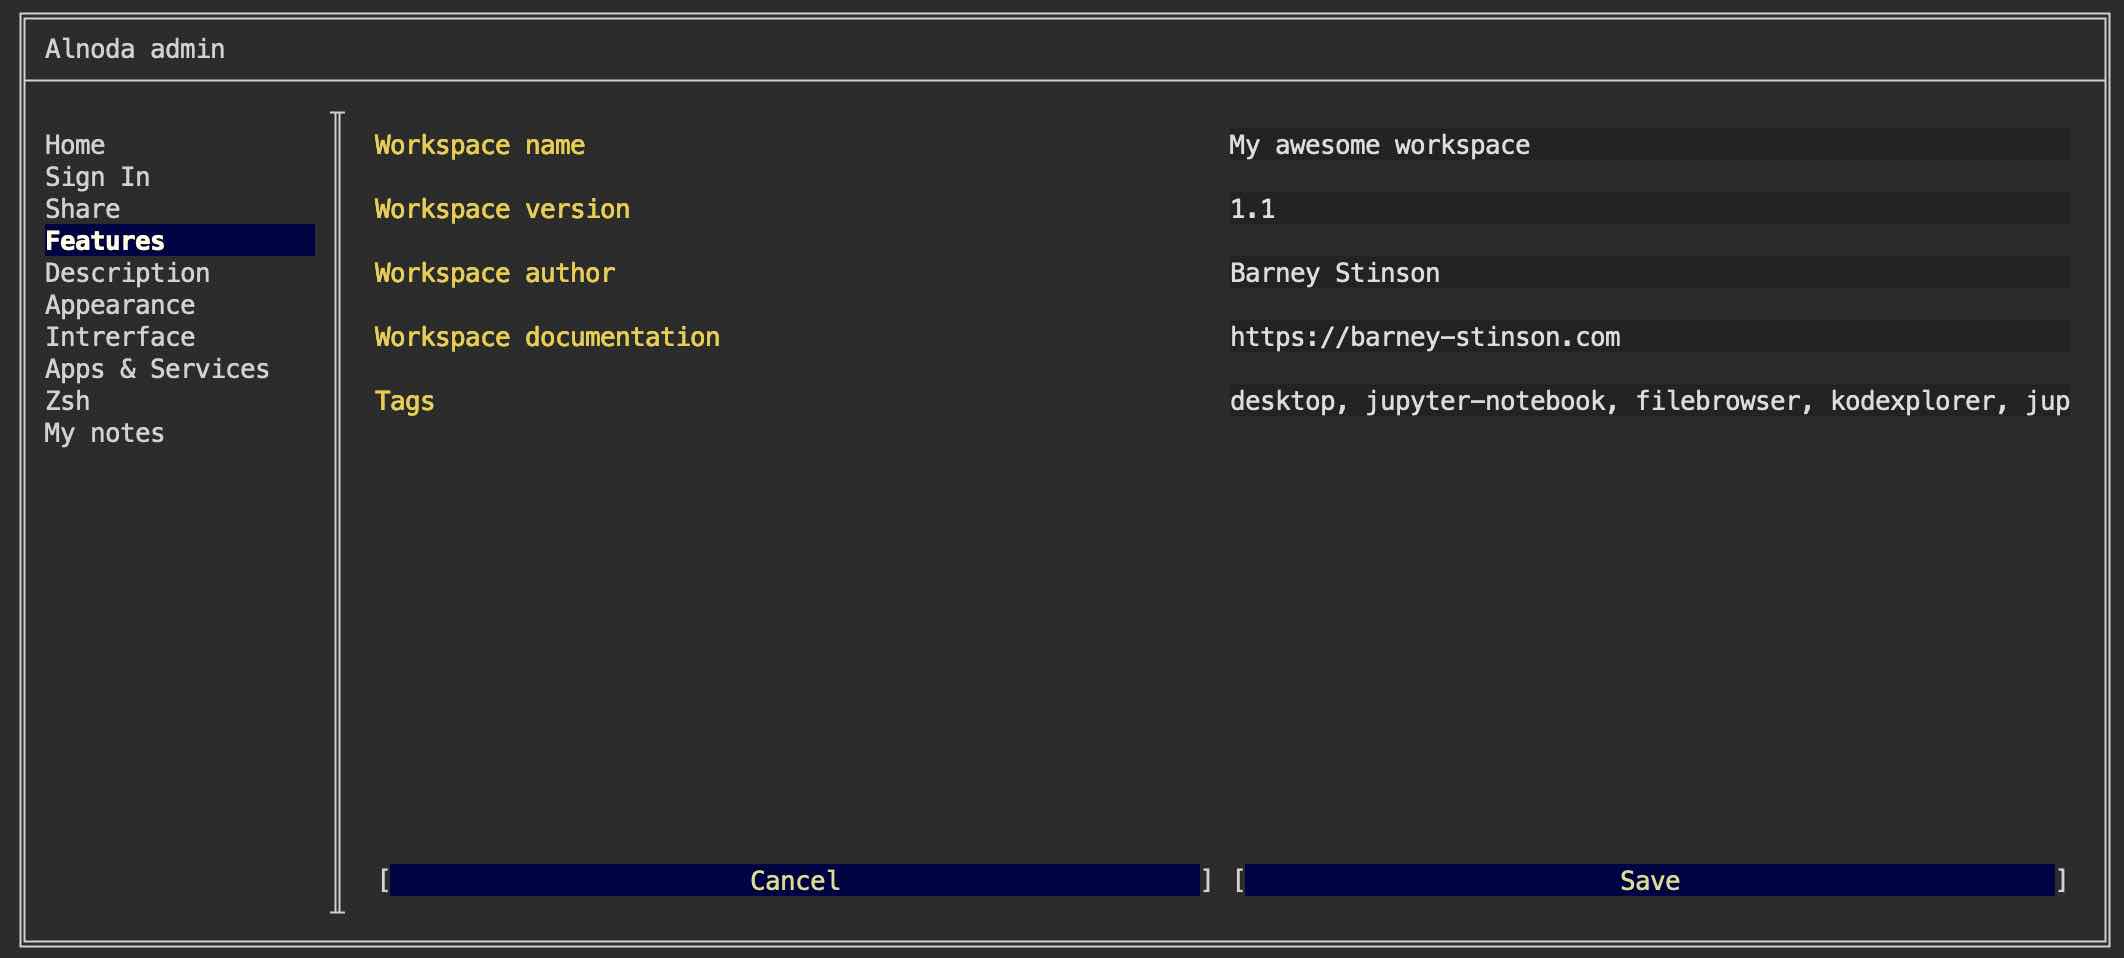 Alnoda admin
Home
Sign In
Share
Features
Description
Appearance
Intrerface
Apps & Services
Zsh
My notes
Workspace name My awesome workspace
Workspace version 1.1
Workspace author Barney Stinson
Workspace documentation https://barney-stinson.com
Tags desktop, jupyter-notebook, filebrowser, kodexplorer, jup
[ Cancel ] [ Save ]